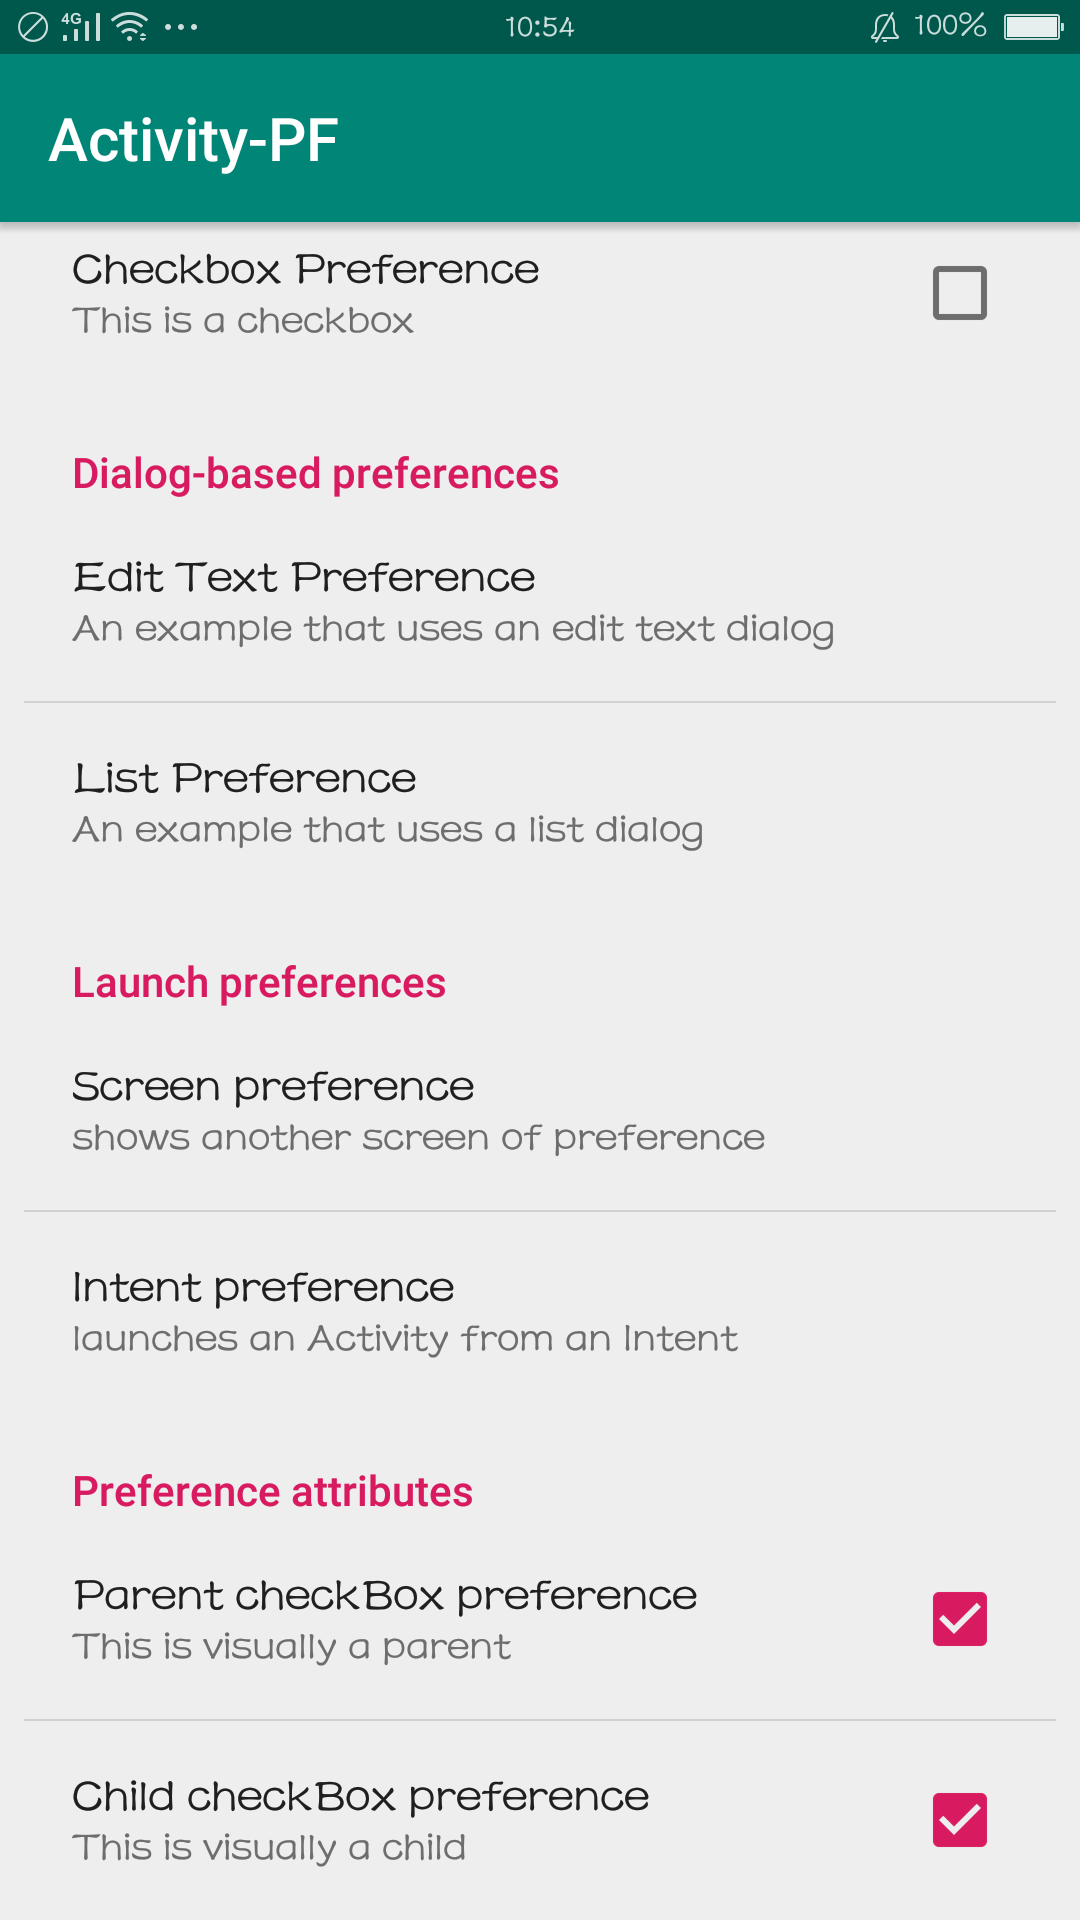 4G 10:54 100%
Activity-PF
Checkbox Preference
This is a checkbox
Dialog-based preferences
Edit Text Preference
An example that uses an edit text dialog
List Preference
An example that uses a list dialog
Launch preferences
Screen preference
shows another screen of preference
Intent preference
launches an Activity from an Intent
Preference attributes
Parent checkBox preference
This is visually a parent
Child checkBox preference
This is visually a child